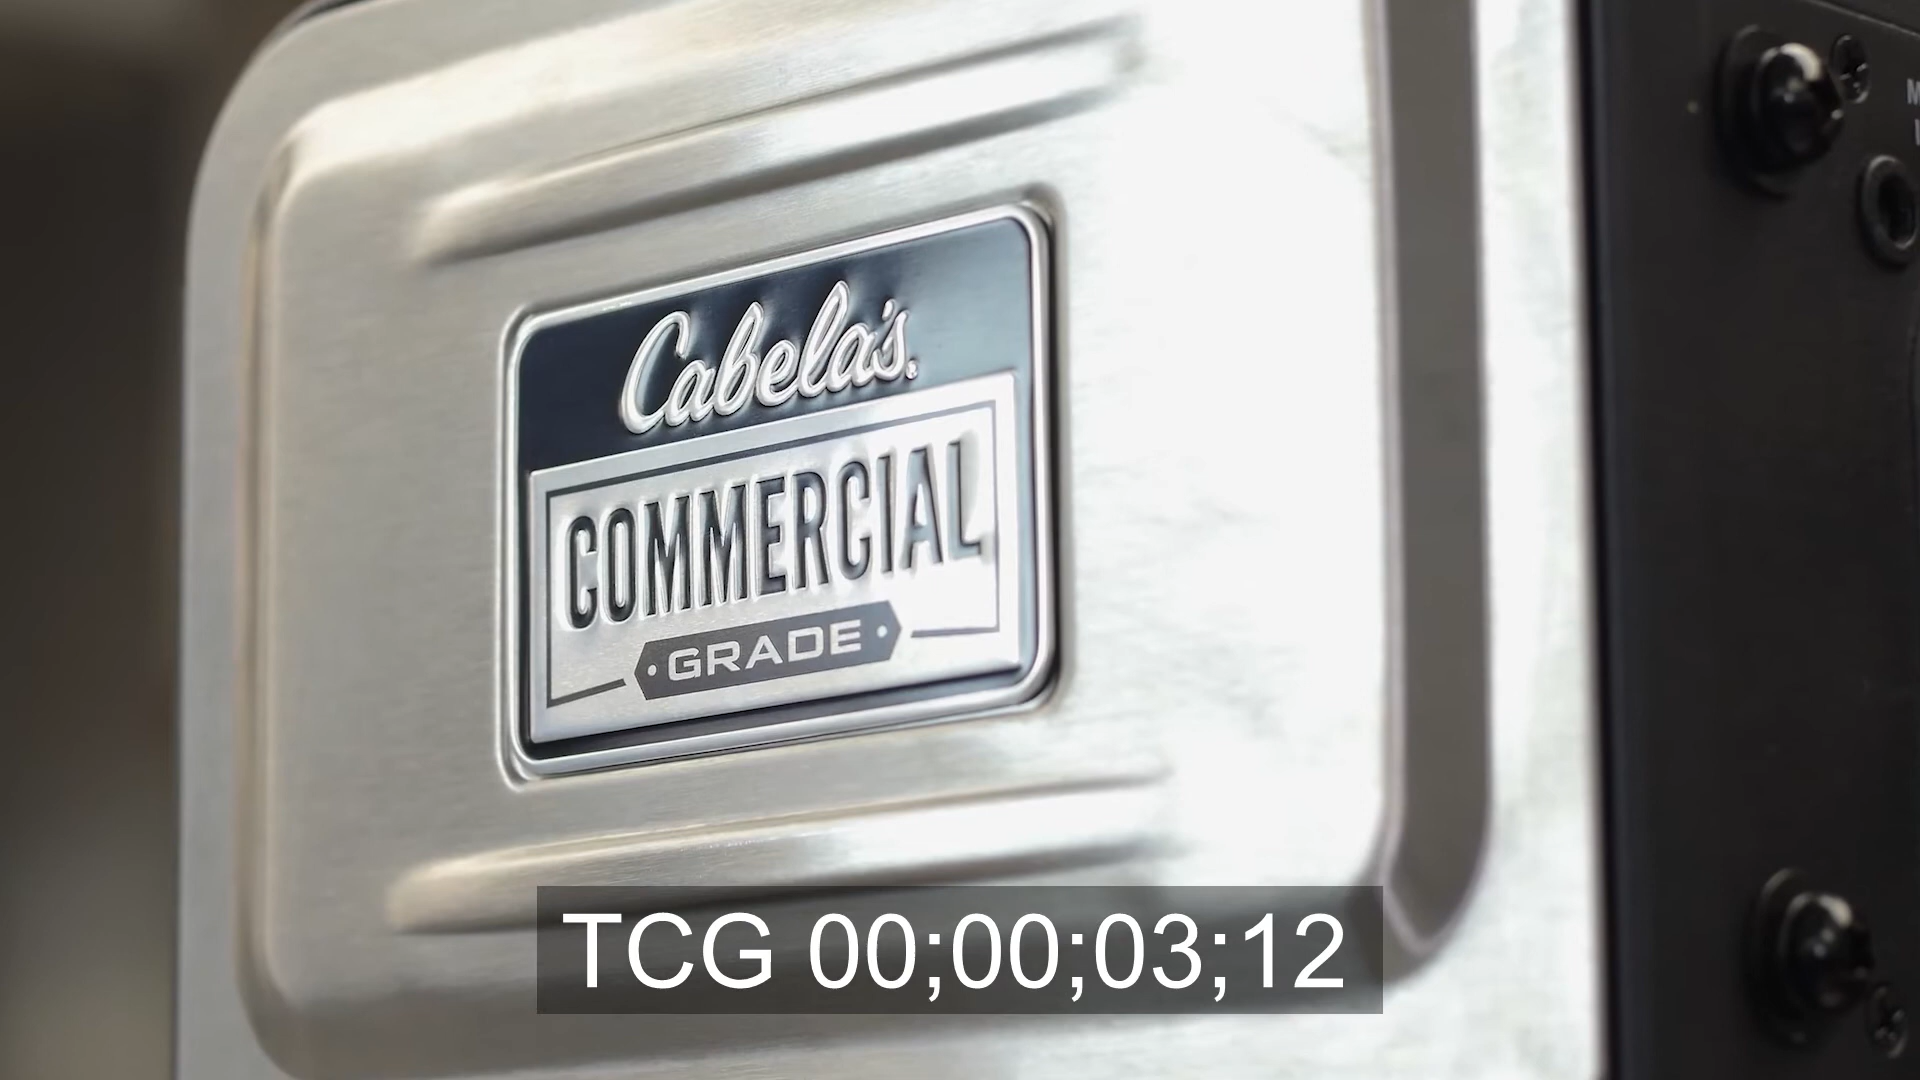 Cabela's®
COMMERCIAL
· GRADE ·
TCG 00;00;03;12